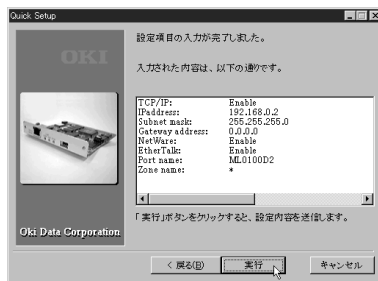 Quick Setup
OKI
設定項目の入力が完了しました。
入力された内容は、以下の通りです。
TCP/IP: Enable
IPaddress: 192.168.0.2
Subnet mask: 255.255.255.0
Gateway address: 0.0.0.0
NetWare: Enable
EtherTalk: Enable
Port name: ML0100D2
Zone name: *
「実行」ボタンをクリックすると、設定内容を送信します。
Oki Data Corporation
< 戻る(B)
実行
キャンセル